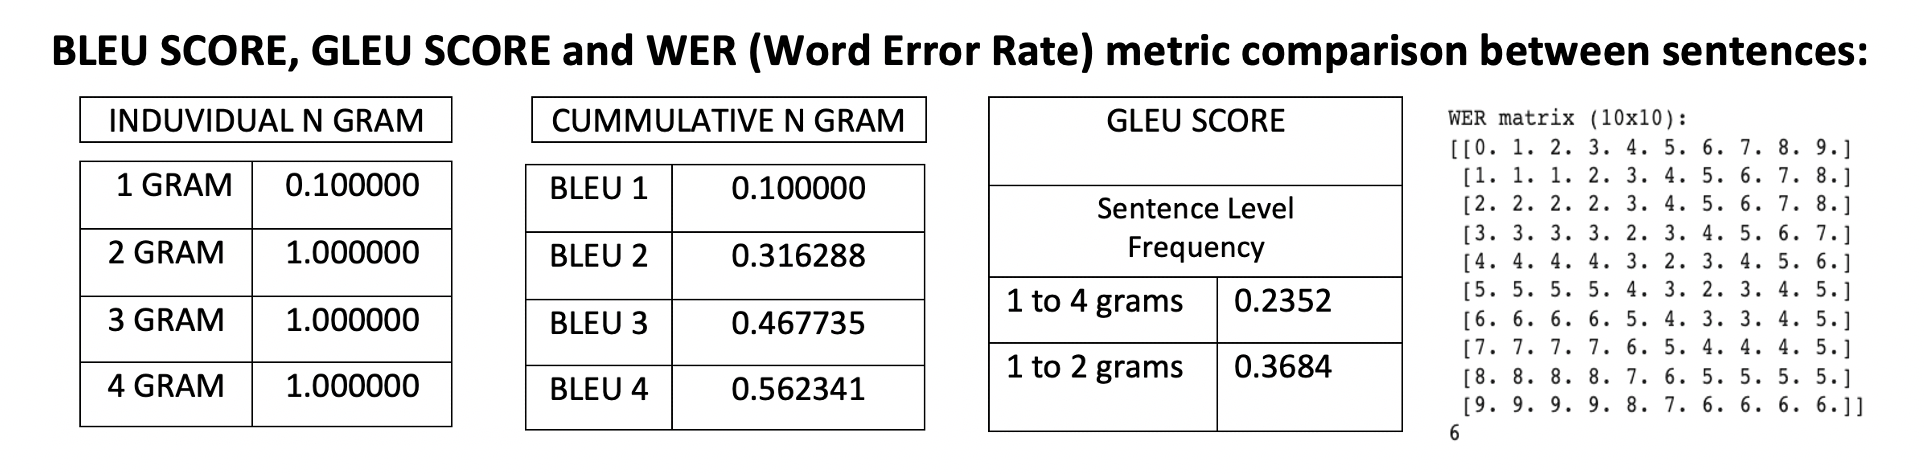 BLEU SCORE, GLEU SCORE and WER (Word Error Rate) metric comparison between sentences:
INDUVIDUAL N GRAM
1 GRAM 0.100000
2 GRAM 1.000000
3 GRAM 1.000000
4 GRAM 1.000000
CUMMULATIVE N GRAM
BLEU 1 0.100000
BLEU 2 0.316288
BLEU 3 0.467735
BLEU 4 0.562341
GLEU SCORE
Sentence Level
Frequency
1 to 4 grams 0.2352
1 to 2 grams 0.3684
WER matrix (10x10):
[[0. 1. 2. 3. 4. 5. 6. 7. 8. 9.]
[1. 1. 1. 2. 3. 4. 5. 6. 7. 8.]
[2. 2. 2. 2. 3. 4. 5. 6. 7. 8.]
[3. 3. 3. 3. 2. 3. 4. 5. 6. 7.]
[4. 4. 4. 4. 3. 2. 3. 4. 5. 6.]
[5. 5. 5. 5. 4. 3. 2. 3. 4. 5.]
[6. 6. 6. 6. 5. 4. 3. 3. 4. 5.]
[7. 7. 7. 7. 6. 5. 4. 4. 4. 5.]
[8. 8. 8. 8. 7. 6. 5. 5. 5. 5.]
[9. 9. 9. 9. 8. 7. 6. 6. 6. 6.]]
6